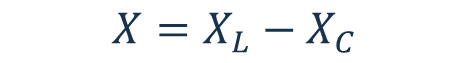 X = X_L − X_C